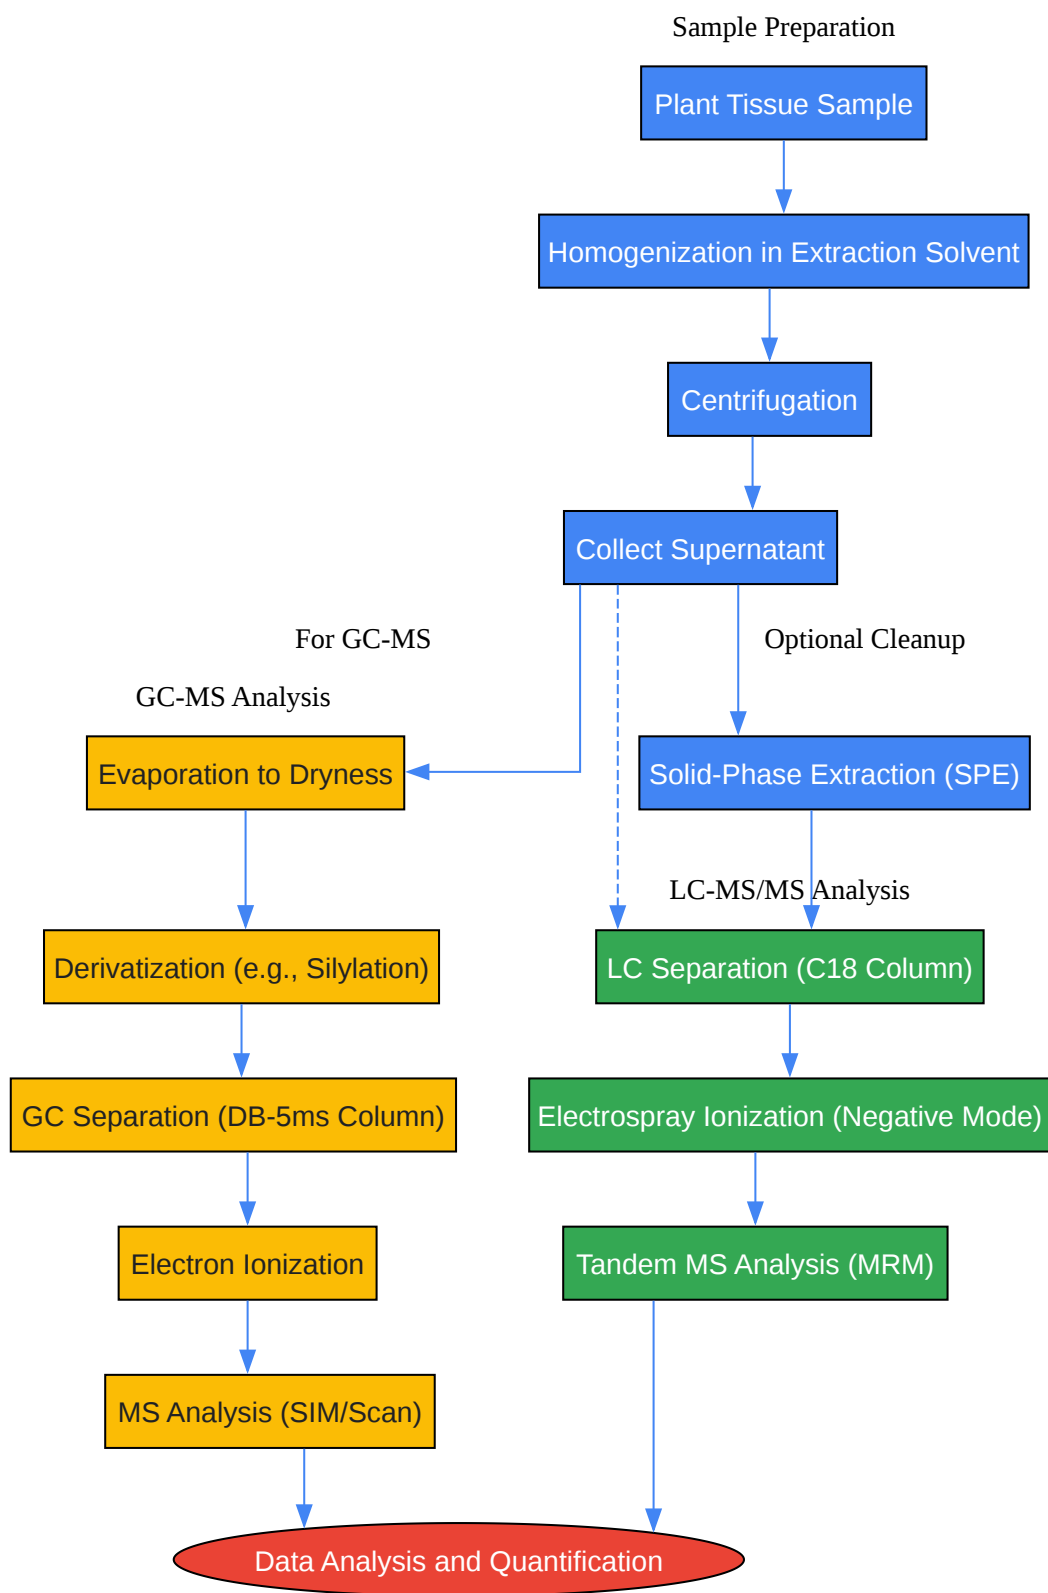 Sample Preparation
Plant Tissue Sample
Homogenization in Extraction Solvent
Centrifugation
Collect Supernatant
For GC-MS
Optional Cleanup
GC-MS Analysis
Evaporation to Dryness
Solid-Phase Extraction (SPE)
LC-MS/MS Analysis
Derivatization (e.g., Silylation)
LC Separation (C18 Column)
GC Separation (DB-5ms Column)
Electrospray Ionization (Negative Mode)
Electron Ionization
Tandem MS Analysis (MRM)
MS Analysis (SIM/Scan)
Data Analysis and Quantification